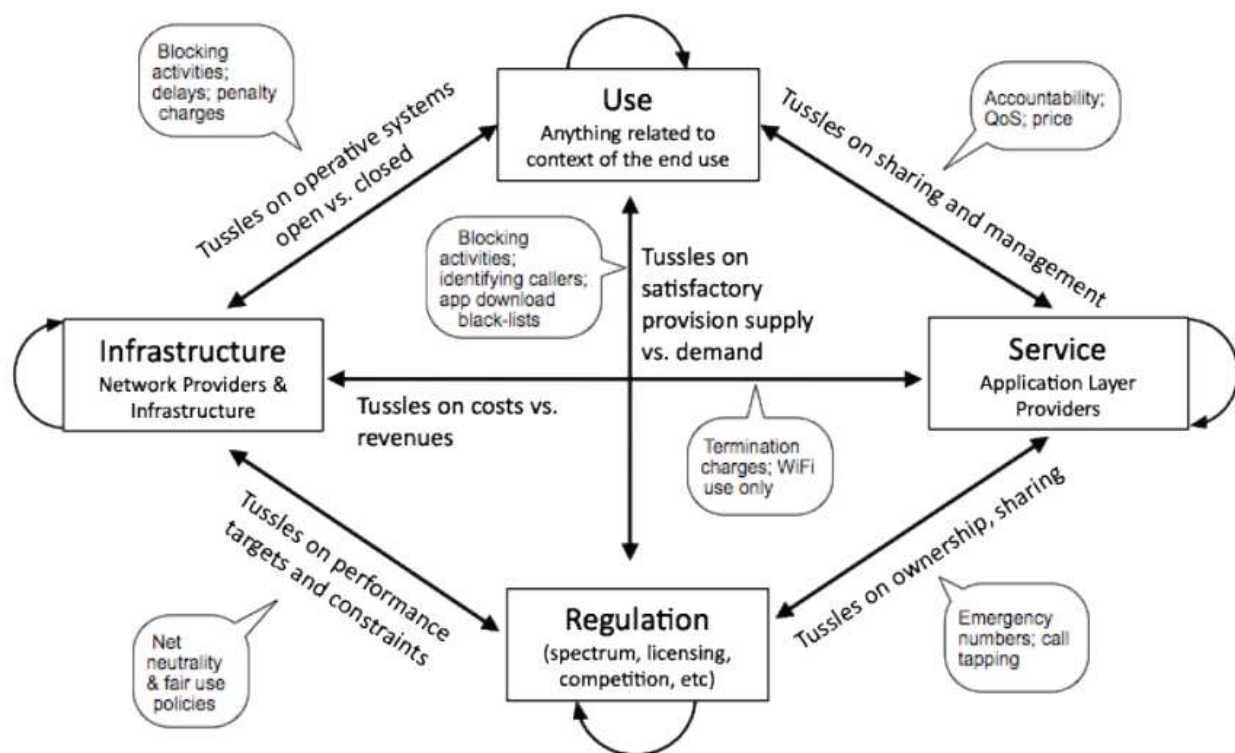 Blocking
activities;
delays; penalty
charges
Use
Anything related to
context of the end use
Accountability;
QoS; price
Tussles on operative systems
open vs. closed
Tussles on sharing and management
Blocking
activities;
identifying callers;
app download
black-lists
Tussles on
satisfactory
provision supply
vs. demand
Infrastructure
Network Providers &
Infrastructure
Service
Application Layer
Providers
Tussles on costs vs.
revenues
Termination
charges; WiFi
use only
Tussles on performance
targets and constraints
Tussles on ownership, sharing
Net
neutrality
& fair use
policies
Regulation
(spectrum, licensing,
competition, etc)
Emergency
numbers; call
tapping